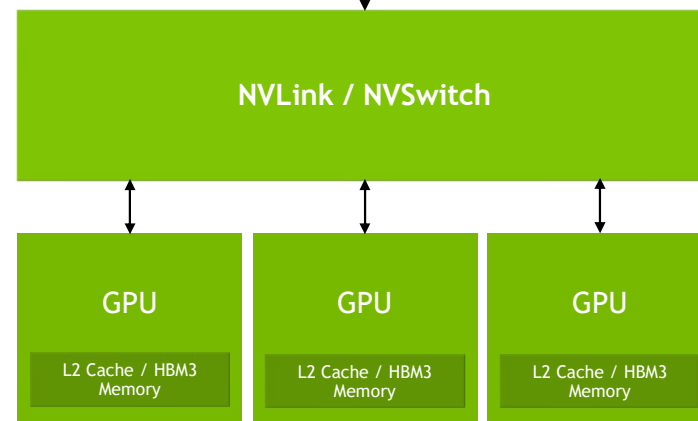 NVLink / NVSwitch
GPU
L2 Cache / HBM3
Memory
GPU
L2 Cache / HBM3
Memory
GPU
L2 Cache / HBM3
Memory